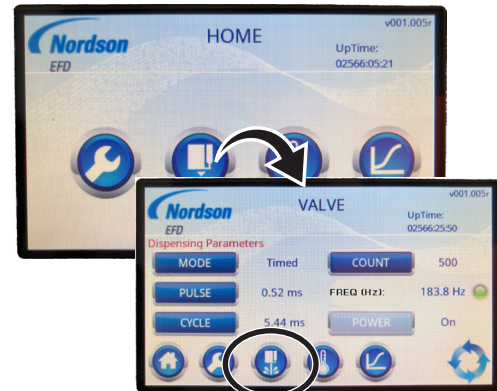 Nordson
EFD
HOME
v001.005r
UpTime:
02566:05:21
Nordson
EFD
VALVE
v001.005r
UpTime:
02566:25:50
Dispensing Parameters
MODE Timed COUNT 500
PULSE 0.52 ms FREQ (Hz): 183.8 Hz
CYCLE 5.44 ms POWER On